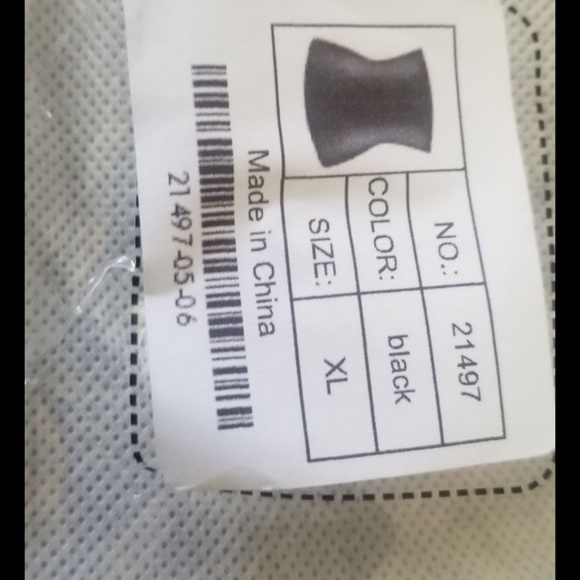 NO.: 21497
COLOR: black
SIZE: XL
Made in China
21497-05-06